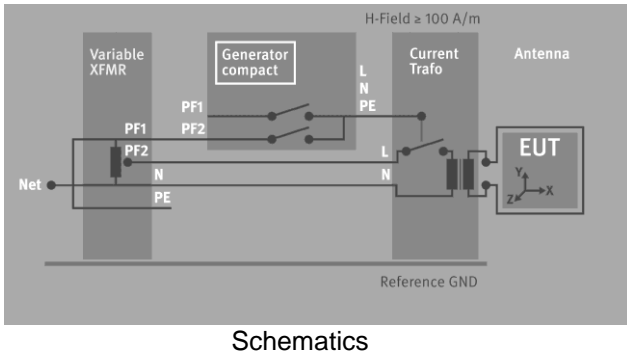 H-Field ≥ 100 A/m
Variable
XFMR
Generator
compact
Current
Trafo
Antenna
L
N
PE
PF1
PF1
PF2
PF2
L
N
N
Net
PE
EUT
Y
X
Z
Reference GND
Schematics